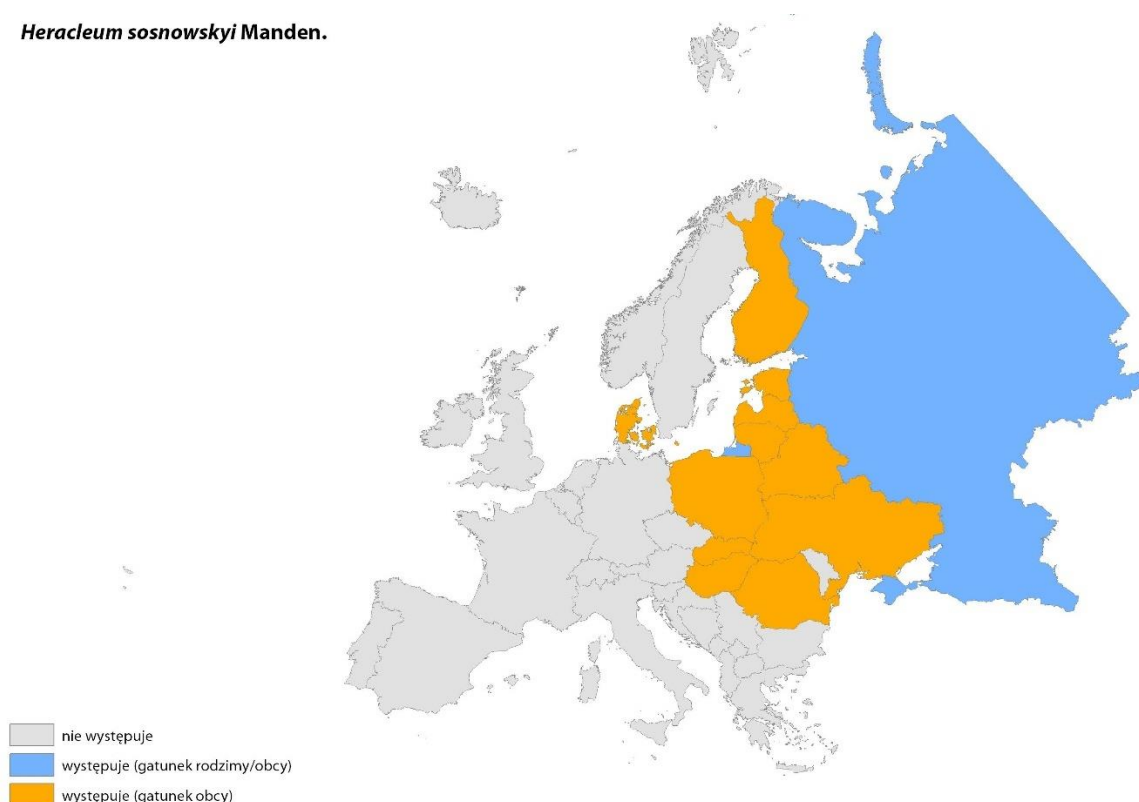 Heracleum sosnowskyi Manden.
nie występuje
występuje (gatunek rodzimy/obcy)
występuje (gatunek obcy)